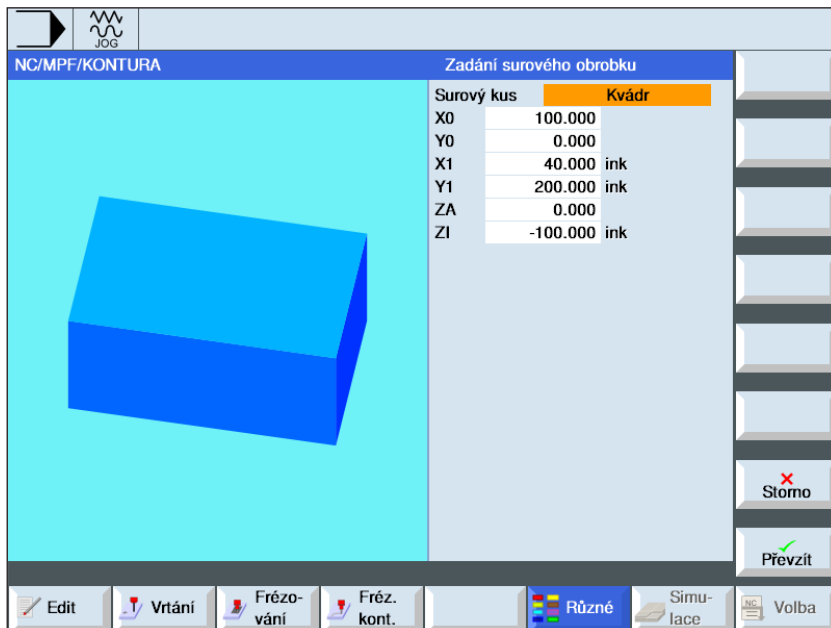 JOG
NC/MPF/KONTURA
Zadání surového obrobku
Surový kus Kvádr
X0 100.000
Y0 0.000
X1 40.000 ink
Y1 200.000 ink
ZA 0.000
ZI -100.000 ink
Storno
Převzít
Edit
Vrtání
Frézo-
vání
Fréz.
kont.
Různé
Simu-
lace
NC
Volba